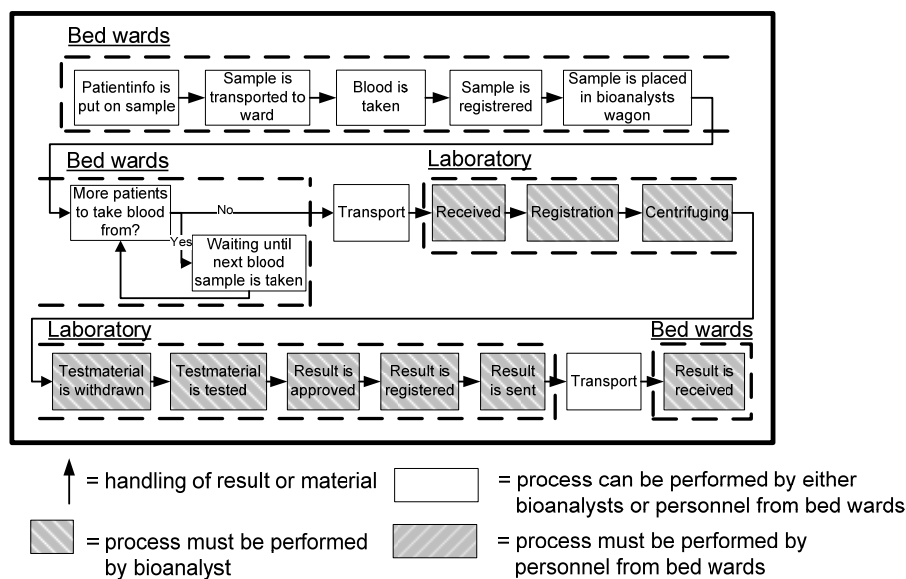 Bed wards
Patientinfo is
put on sample
Sample is
transported to
ward
Blood is
taken
Sample is
registrered
Sample is placed
in bioanalysts
wagon
Bed wards
More patients
to take blood
from?
No
Yes
Waiting until
next blood
sample is taken
Transport
Laboratory
Received
Registration
Centrifuging
Laboratory
Testmaterial
is withdrawn
Testmaterial
is tested
Result is
approved
Result is
registered
Result
is sent
Transport
Bed wards
Result is
received
= handling of result or material
= process can be performed by either
bioanalysts or personnel from bed wards
= process must be performed
by bioanalyst
= process must be performed by
personnel from bed wards